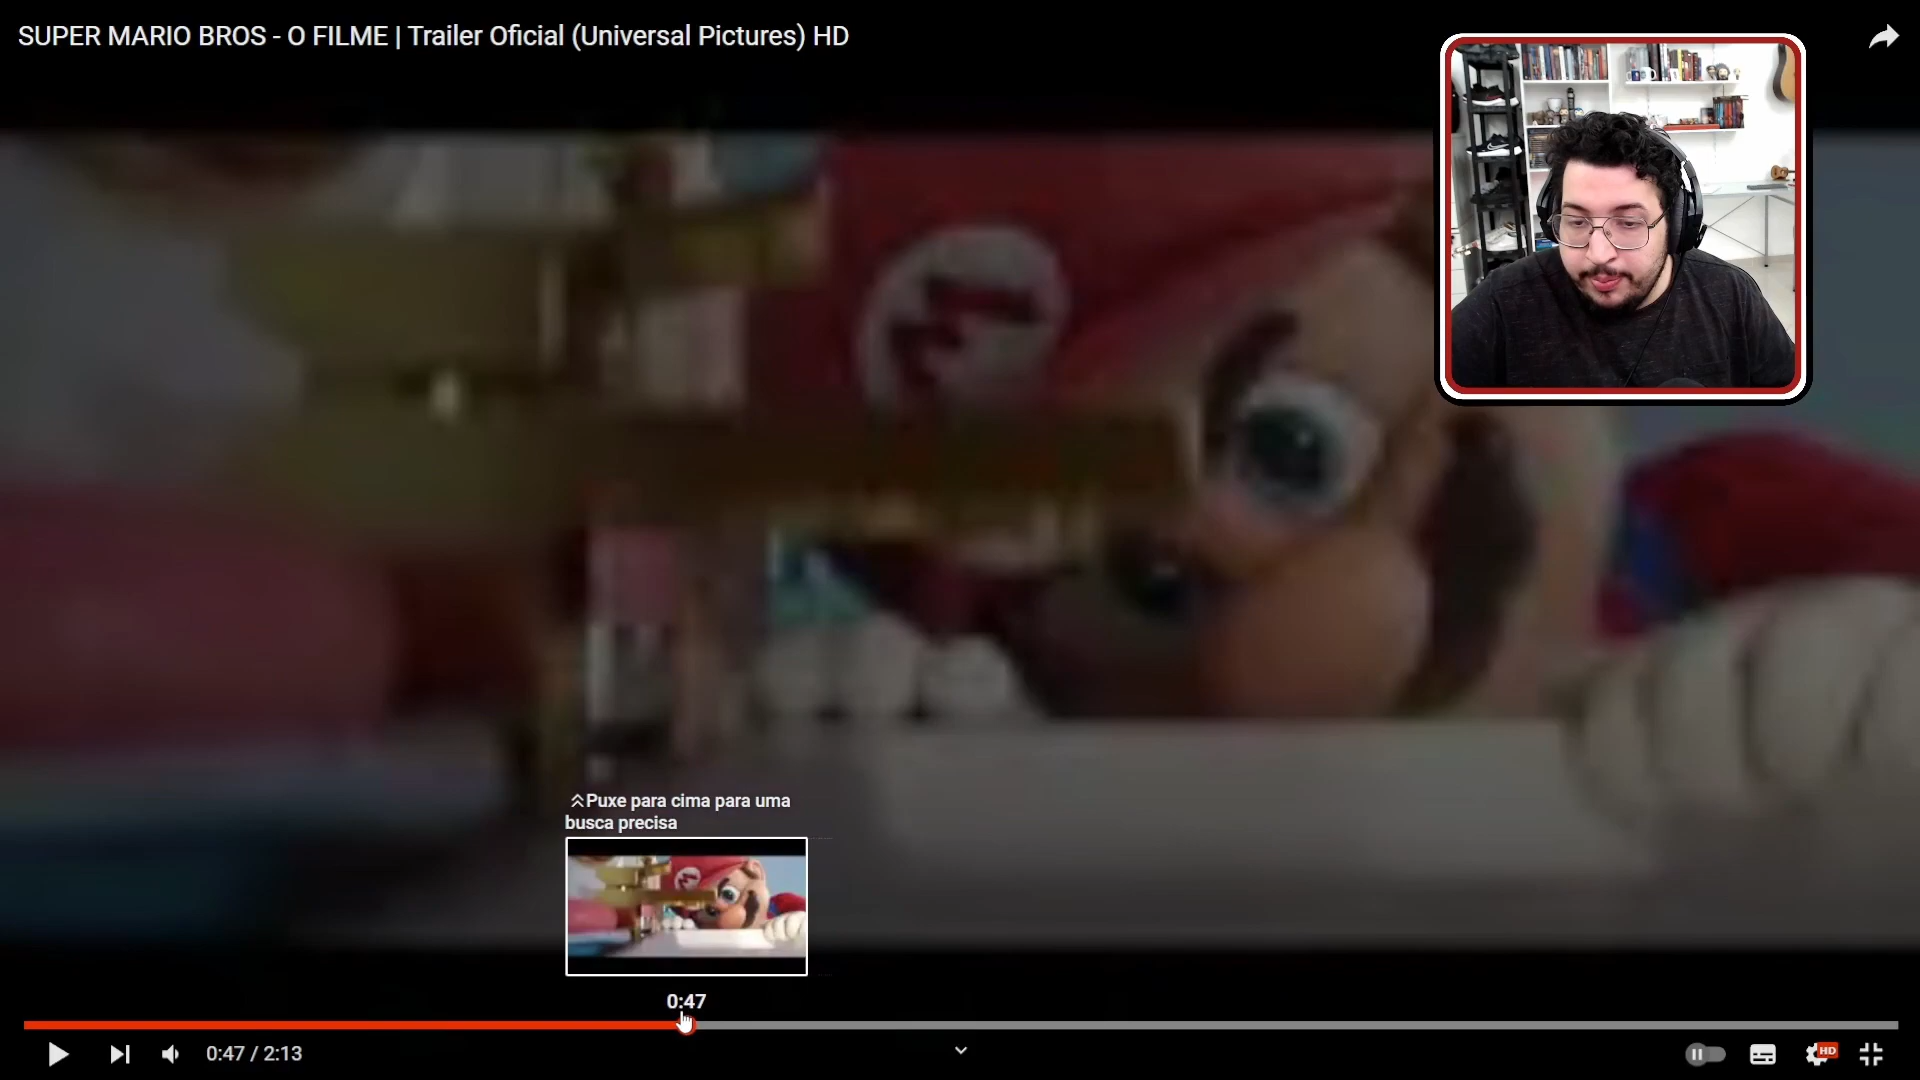 SUPER MARIO BROS - O FILME | Trailer Oficial (Universal Pictures) HD
M
Puxe para cima para uma
busca precisa
M
0:47
0:47 / 2:13
HD